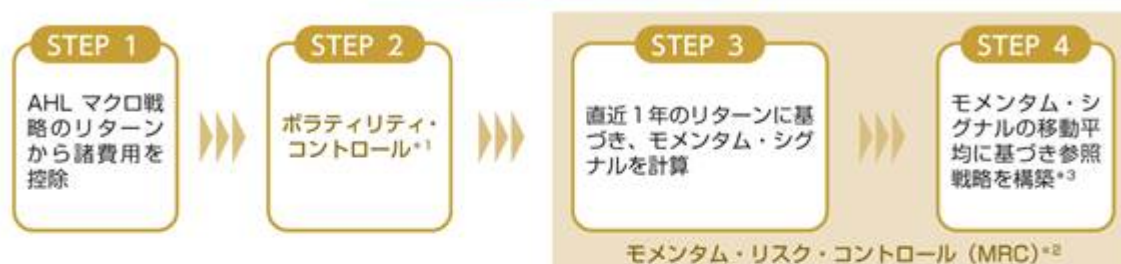 STEP 1
AHL マクロ戦
略のリターン
から諸費用を
控除
STEP 2
ボラティリティ・
コントロール*1
STEP 3
直近1年のリターンに基
づき、モメンタム・シグ
ナルを計算
STEP 4
モメンタム・シ
グナルの移動平
均に基づき参照
戦略を構築*3
モメンタム・リスク・コントロール（MRC）*2